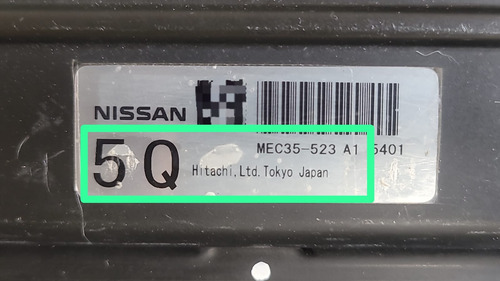 NISSAN
MEC35-523 A1 5401
5Q
Hitachi,Ltd.Tokyo Japan